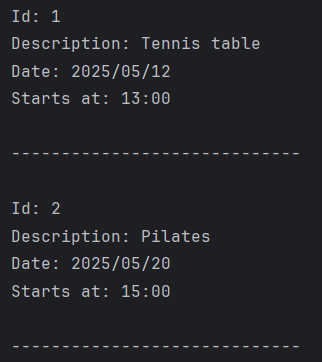 Id: 1
Description: Tennis table
Date: 2025/05/12
Starts at: 13:00
-----------------------------
Id: 2
Description: Pilates
Date: 2025/05/20
Starts at: 15:00
-----------------------------